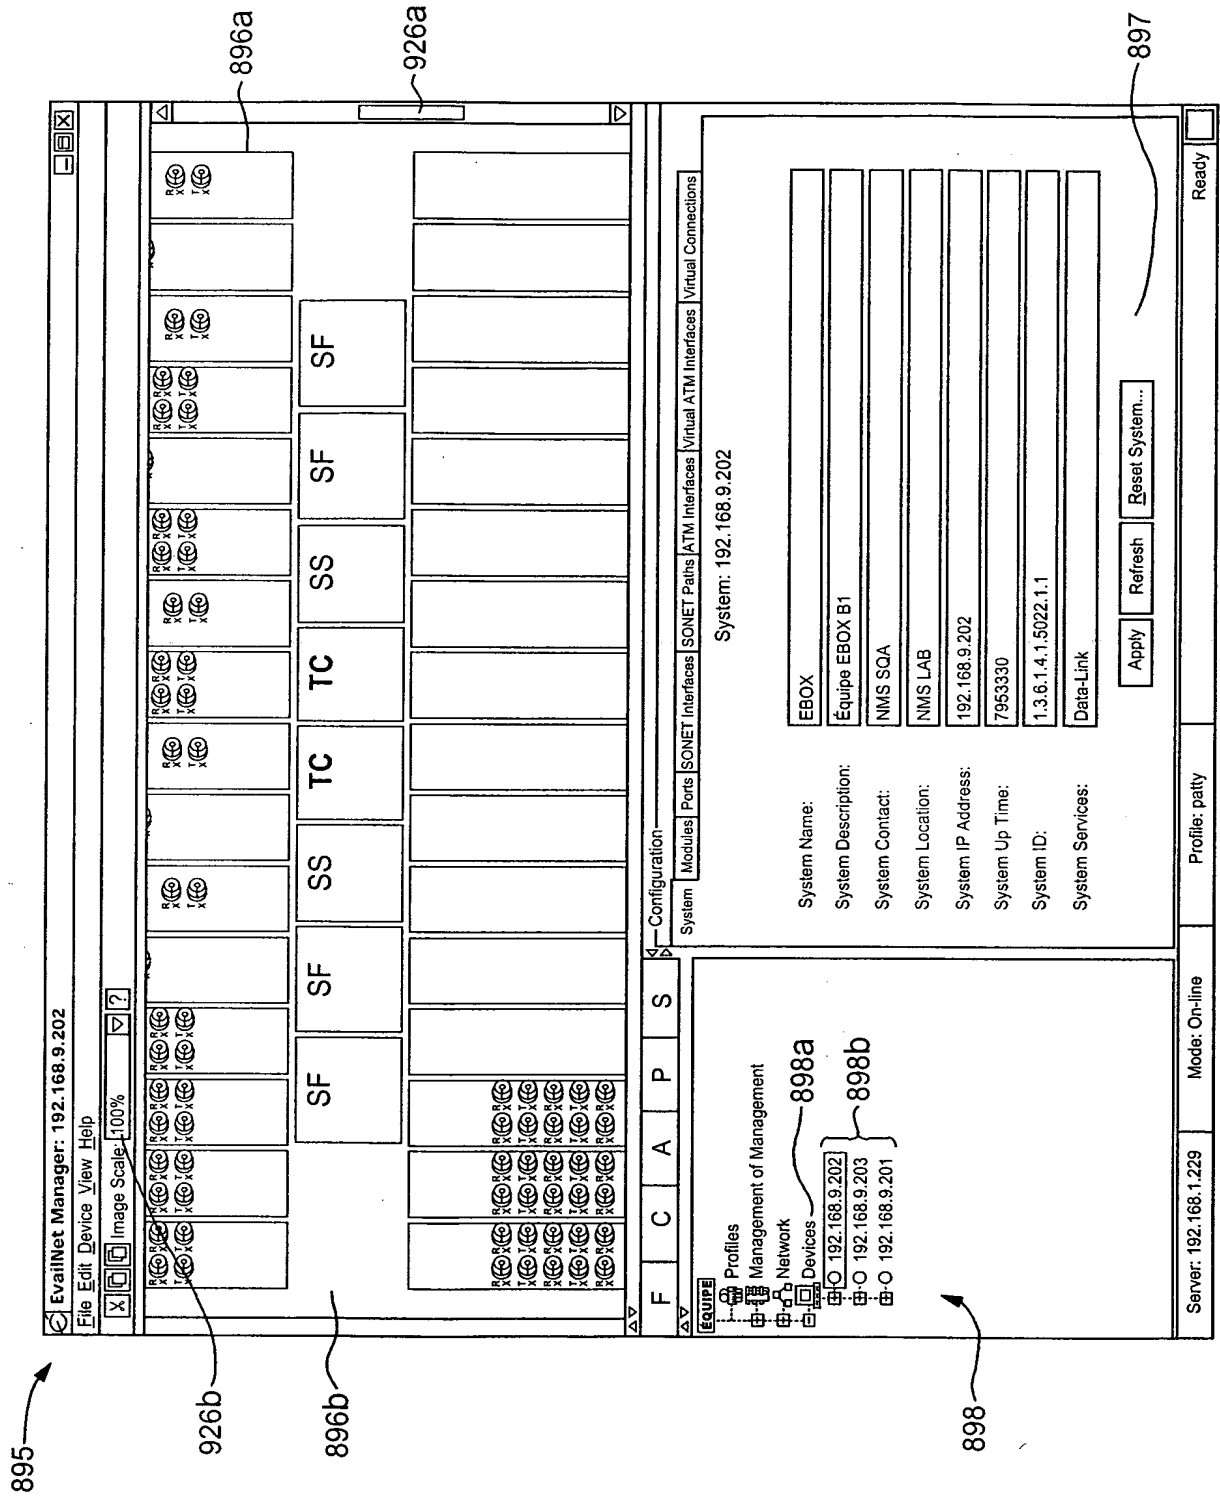 895
EvailNet Manager: 192.168.9.202
File Edit Device View Help
Image Scale: 100% ?
926b
896b
896a
926a
SF SF SS TC TC SS SF SF
F C A P S
ÉQUIPE
Profiles
Management of Management
Network
Devices
898a
192.168.9.202
192.168.9.203
192.168.9.201
898b
898
Configuration
System Modules Ports SONET Interfaces SONET Paths ATM Interfaces Virtual ATM Interfaces Virtual Connections
System: 192.168.9.202
System Name: EBOX
System Description: Équipe EBOX B1
System Contact: NMS SQA
System Location: NMS LAB
System IP Address: 192.168.9.202
System Up Time: 7953330
System ID: 1.3.6.1.4.1.5022.1.1
System Services: Data-Link
Apply Refresh Reset System...
897
Server: 192.168.1.229 Mode: On-line Profile: patty Ready